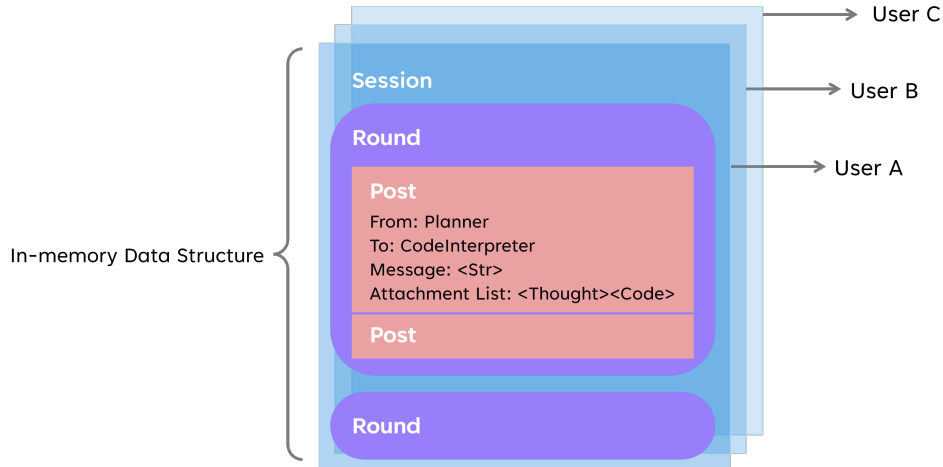 User C
Session
User B
Round
User A
Post
From: Planner
To: CodeInterpreter
In-memory Data Structure
Message: <Str>
Attachment List: <Thought><Code>
Post
Round